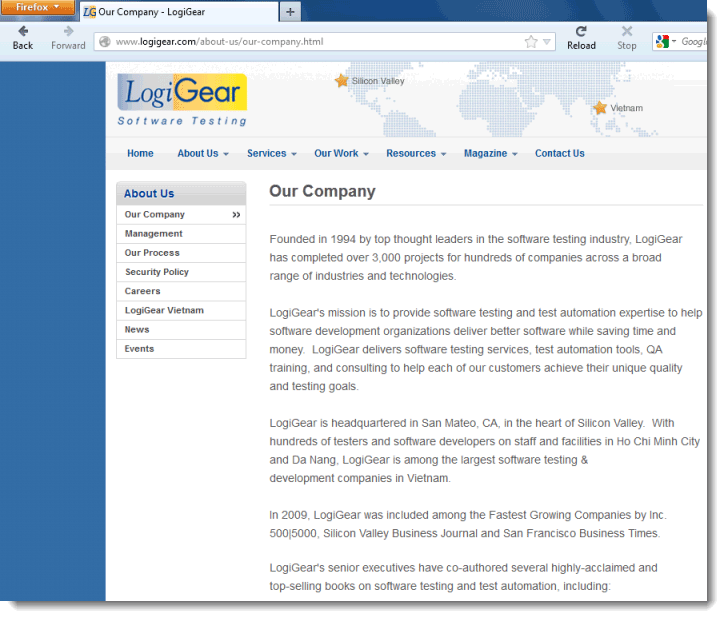 Firefox
LG Our Company - LogiGear
Back
Forward
www.logigear.com/about-us/our-company.html
Reload
Stop
Google
LogiGear
Software Testing
Silicon Valley
Vietnam
Home About Us Services Our Work Resources Magazine Contact Us
About Us
Our Company
Management
Our Process
Security Policy
Careers
LogiGear Vietnam
News
Events
Our Company
Founded in 1994 by top thought leaders in the software testing industry, LogiGear
has completed over 3,000 projects for hundreds of companies across a broad
range of industries and technologies.
LogiGear's mission is to provide software testing and test automation expertise to help
software development organizations deliver better software while saving time and
money. LogiGear delivers software testing services, test automation tools, QA
training, and consulting to help each of our customers achieve their unique quality
and testing goals.
LogiGear is headquartered in San Mateo, CA, in the heart of Silicon Valley. With
hundreds of testers and software developers on staff and facilities in Ho Chi Minh City
and Da Nang, LogiGear is among the largest software testing &
development companies in Vietnam.
In 2009, LogiGear was included among the Fastest Growing Companies by Inc.
500|5000, Silicon Valley Business Journal and San Francisco Business Times.
LogiGear's senior executives have co-authored several highly-acclaimed and
top-selling books on software testing and test automation, including: